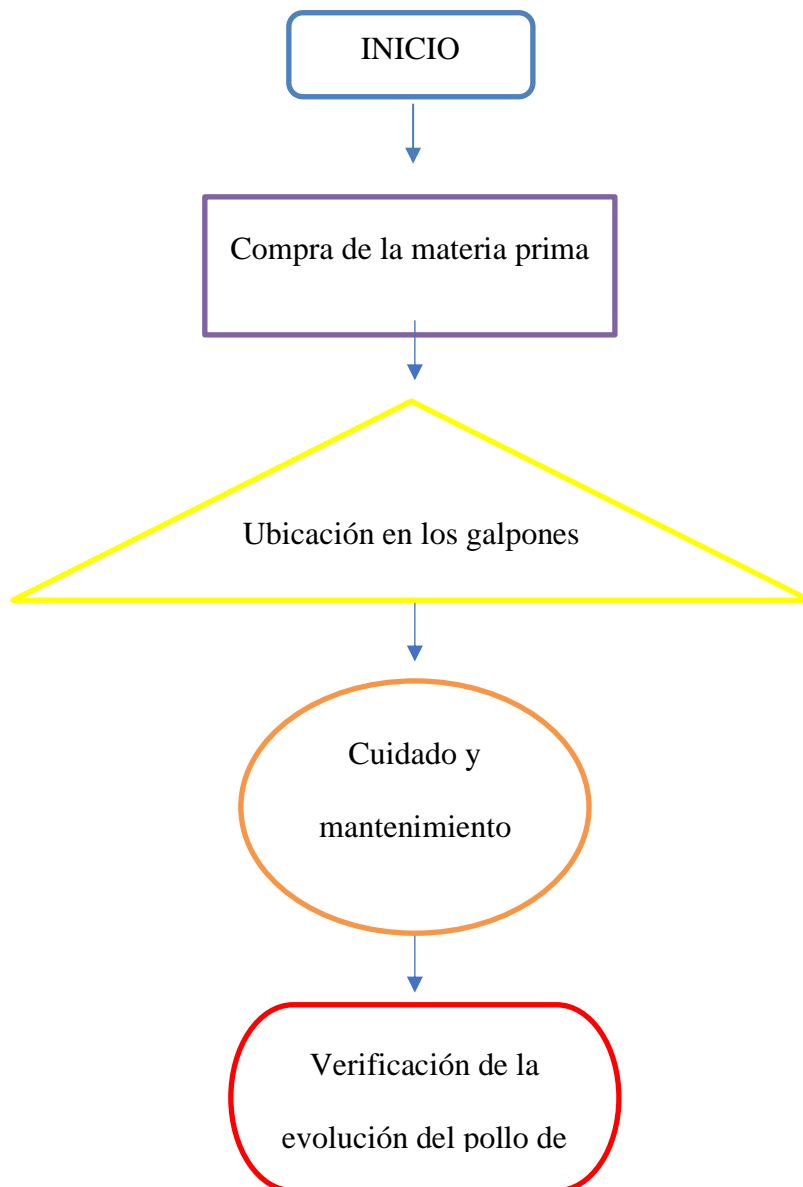 INICIO
Compra de la materia prima
Ubicación en los galpones
Cuidado y
mantenimiento
Verificación de la
evolución del pollo de